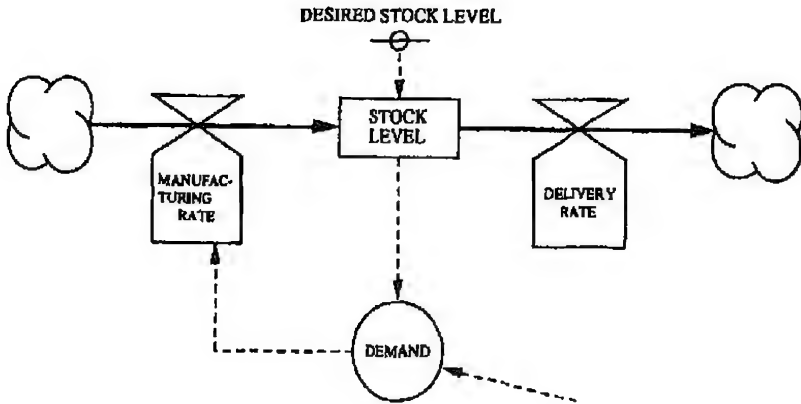 DESIRED STOCK LEVEL
STOCK
LEVEL
MANUFAC-
TURING
RATE
DELIVERY
RATE
DEMAND